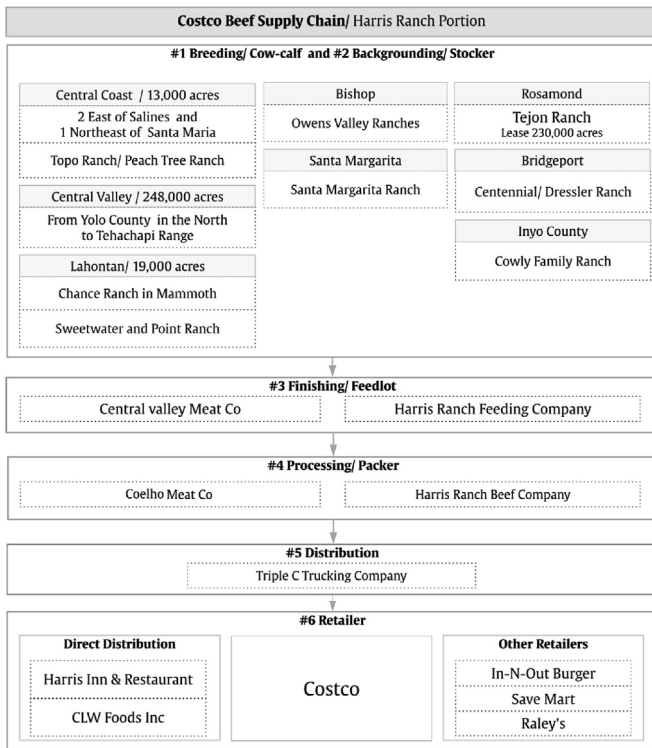 Costco Beef Supply Chain/ Harris Ranch Portion
#1 Breeding/ Cow-calf and #2 Backgrounding/ Stocker
Central Coast / 13,000 acres
2 East of Salines and
1 Northeast of Santa Maria
Topo Ranch/ Peach Tree Ranch
Central Valley / 248,000 acres
From Yolo County in the North
to Tehachapi Range
Lahontan/ 19,000 acres
Chance Ranch in Mammoth
Sweetwater and Point Ranch
Bishop
Owens Valley Ranches
Santa Margarita
Santa Margarita Ranch
Rosamond
Tejon Ranch
Lease 230,000 acres
Bridgeport
Centennial/ Dressler Ranch
Inyo County
Cowly Family Ranch
#3 Finishing/ Feedlot
Central valley Meat Co
Harris Ranch Feeding Company
#4 Processing/ Packer
Coelho Meat Co
Harris Ranch Beef Company
#5 Distribution
Triple C Trucking Company
#6 Retailer
Direct Distribution
Harris Inn & Restaurant
CLW Foods Inc
Costco
Other Retailers
In-N-Out Burger
Save Mart
Raley's